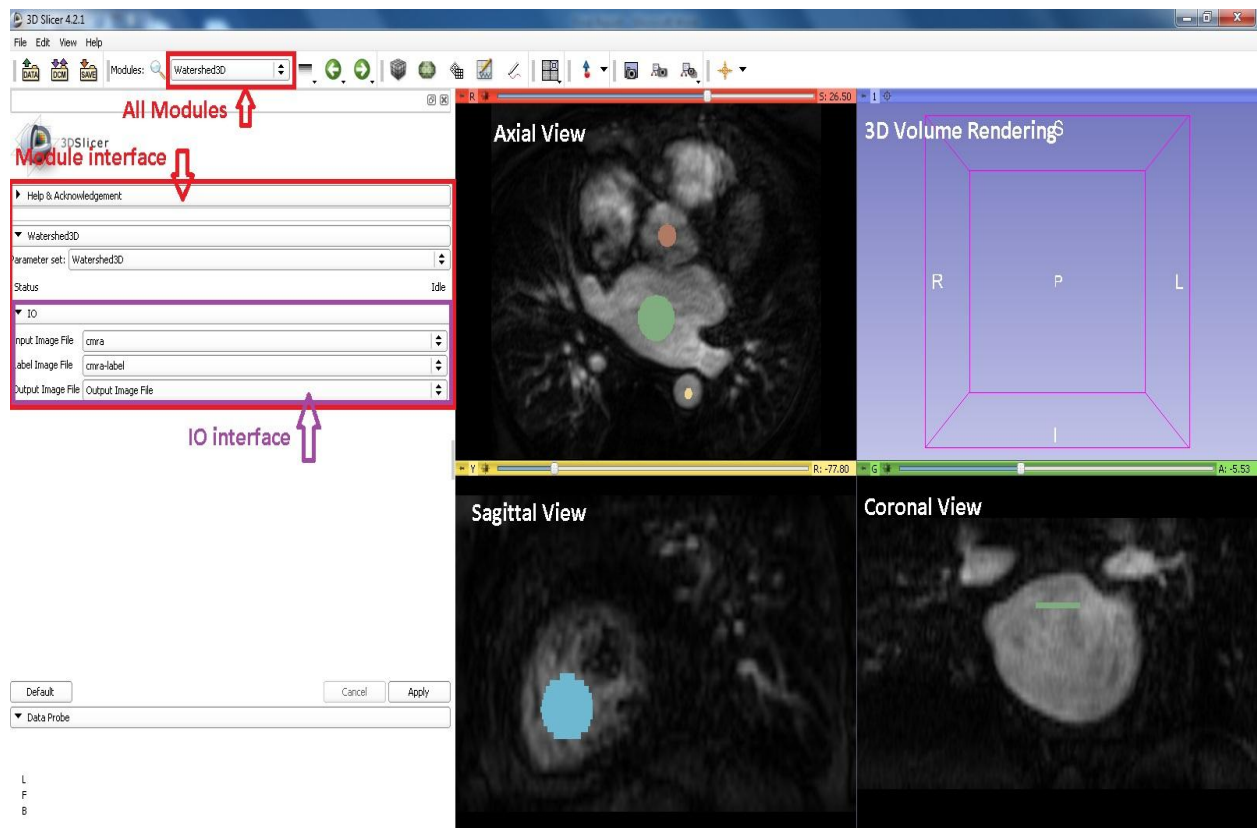 3D Slicer 4.2.1
File Edit View Help
DATA DCM SAVE Modules: Watershed3D
All Modules
3DSlicer
Module interface
Help & Acknowledgement
Watershed3D
Parameter set: Watershed3D
Status Idle
IO
Input Image File cmra
Label Image File cmra-label
Output Image File Output Image File
IO interface
Default Cancel Apply
Data Probe
L
F
B
R S: 26.50
Axial View
1
3D Volume Rendering
S
R P L
I
Y R: -77.80
Sagittal View
G A: -5.53
Coronal View